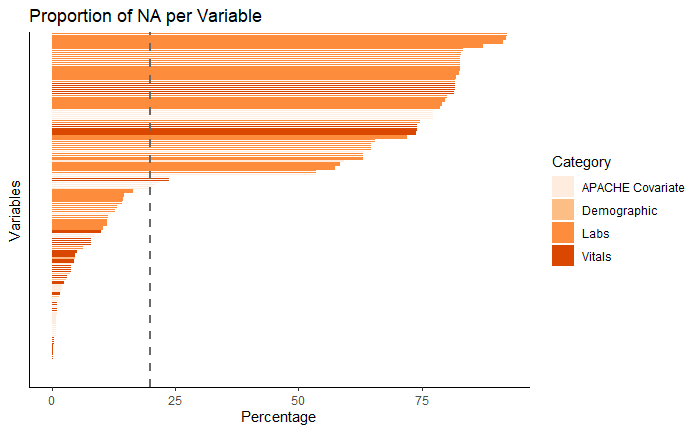 Proportion of NA per Variable
Variables
0
25
50
75
Percentage
Category
APACHE Covariate
Demographic
Labs
Vitals